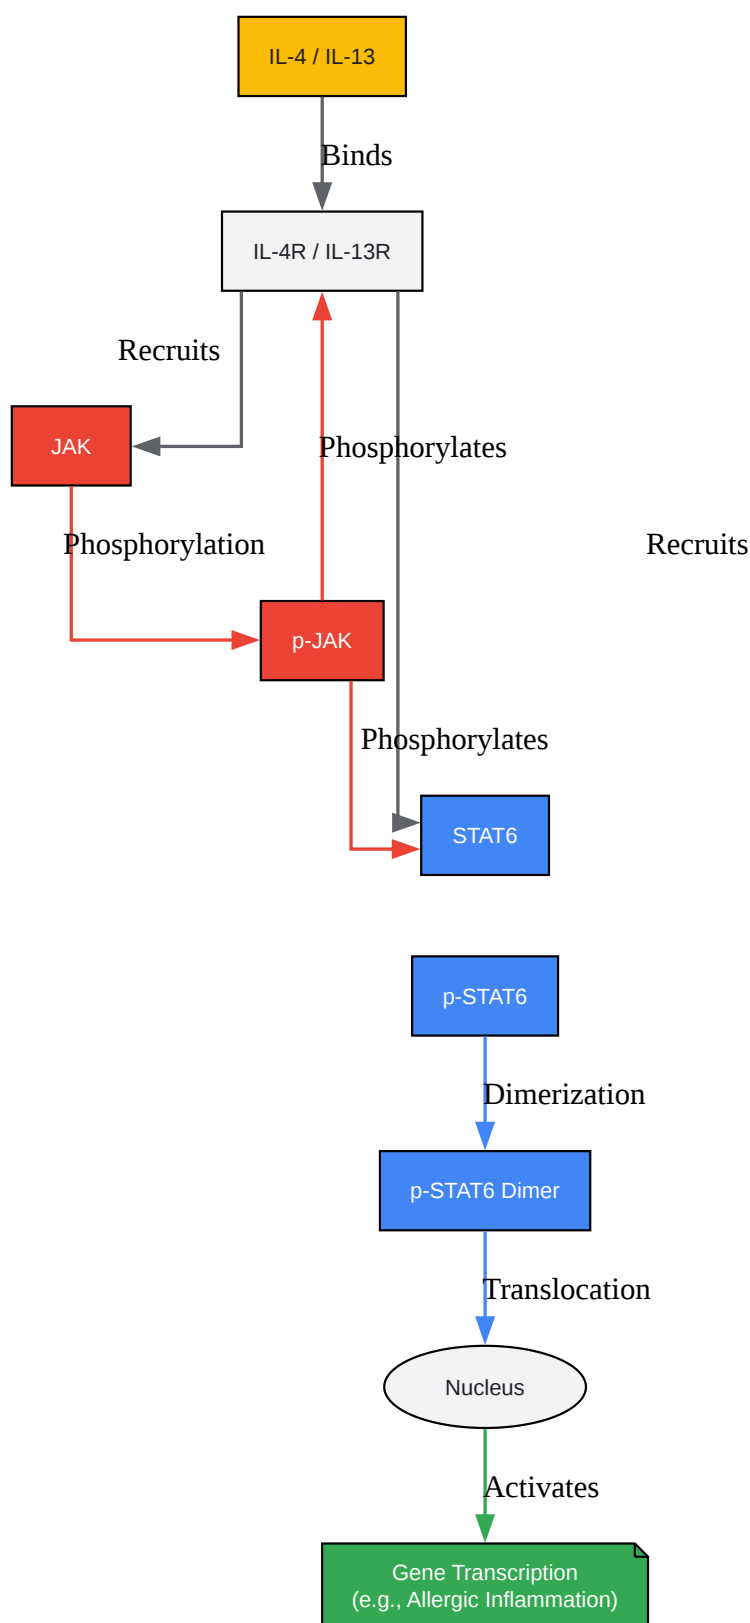 IL-4 / IL-13
Binds
IL-4R / IL-13R
Recruits
JAK
Phosphorylates
Phosphorylation
Recruits
p-JAK
Phosphorylates
STAT6
p-STAT6
Dimerization
p-STAT6 Dimer
Translocation
Nucleus
Activates
Gene Transcription
(e.g., Allergic Inflammation)